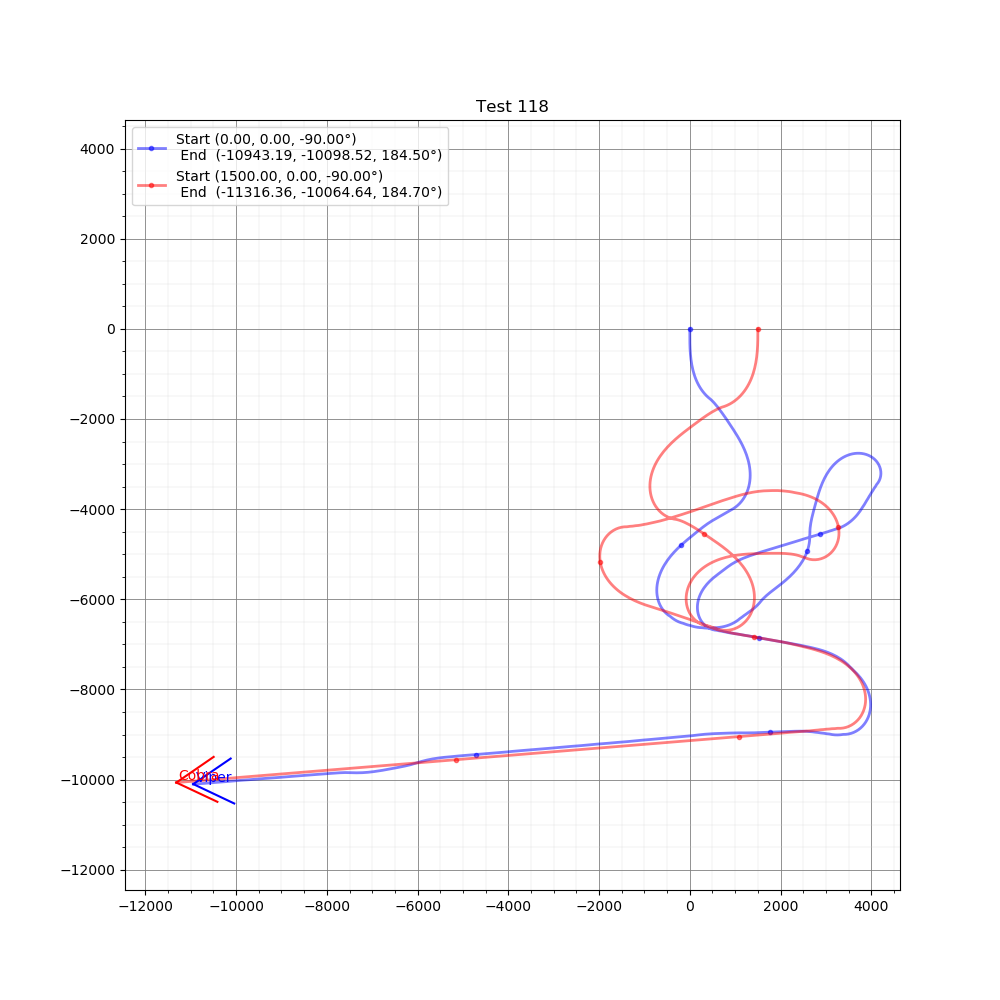 Test 118
Start (0.00, 0.00, -90.00°)
End (-10943.19, -10098.52, 184.50°)
Start (1500.00, 0.00, -90.00°)
End (-11316.36, -10064.64, 184.70°)
4000
2000
0
−2000
−4000
−6000
−8000
−10000
−12000
−12000 −10000 −8000 −6000 −4000 −2000 0 2000 4000